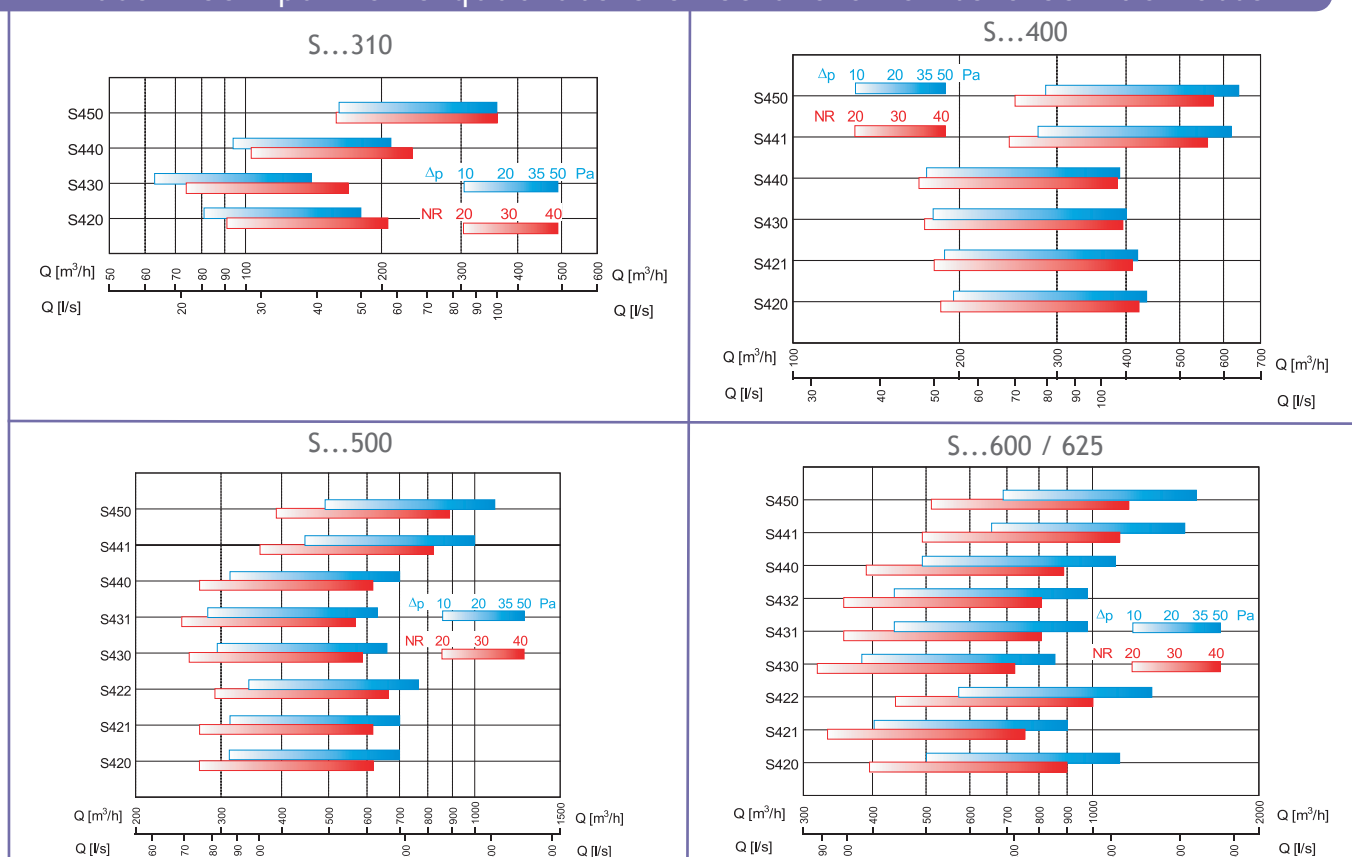 S...310
S450
S440
S430
S420
Δp 10 20 35 50 Pa
NR 20 30 40
Q [m³/h] 50 60 70 80 90 100 200 300 400 500 600 Q [m³/h]
Q [l/s] 20 30 40 50 60 70 80 90 100 Q [l/s]
S...400
Δp 10 20 35 50 Pa
NR 20 30 40
S450
S441
S440
S430
S421
S420
Q [m³/h] 100 200 300 400 500 600 700 Q [m³/h]
Q [l/s] 30 40 50 60 70 80 90 100 Q [l/s]
S...500
S450
S441
S440
S431
S430
S422
S421
S420
Δp 10 20 35 50 Pa
NR 20 30 40
Q [m³/h] 200 300 400 500 600 700 800 900 1000 1500 Q [m³/h]
Q [l/s] 60 70 80 90 Q [l/s]
S...600 / 625
S450
S441
S440
S432
S431
S430
S422
S421
S420
Δp 10 20 35 50 Pa
NR 20 30 40
Q [m³/h] 300 400 500 600 700 800 900 1000 2000 Q [m³/h]
Q [l/s] 90 Q [l/s]